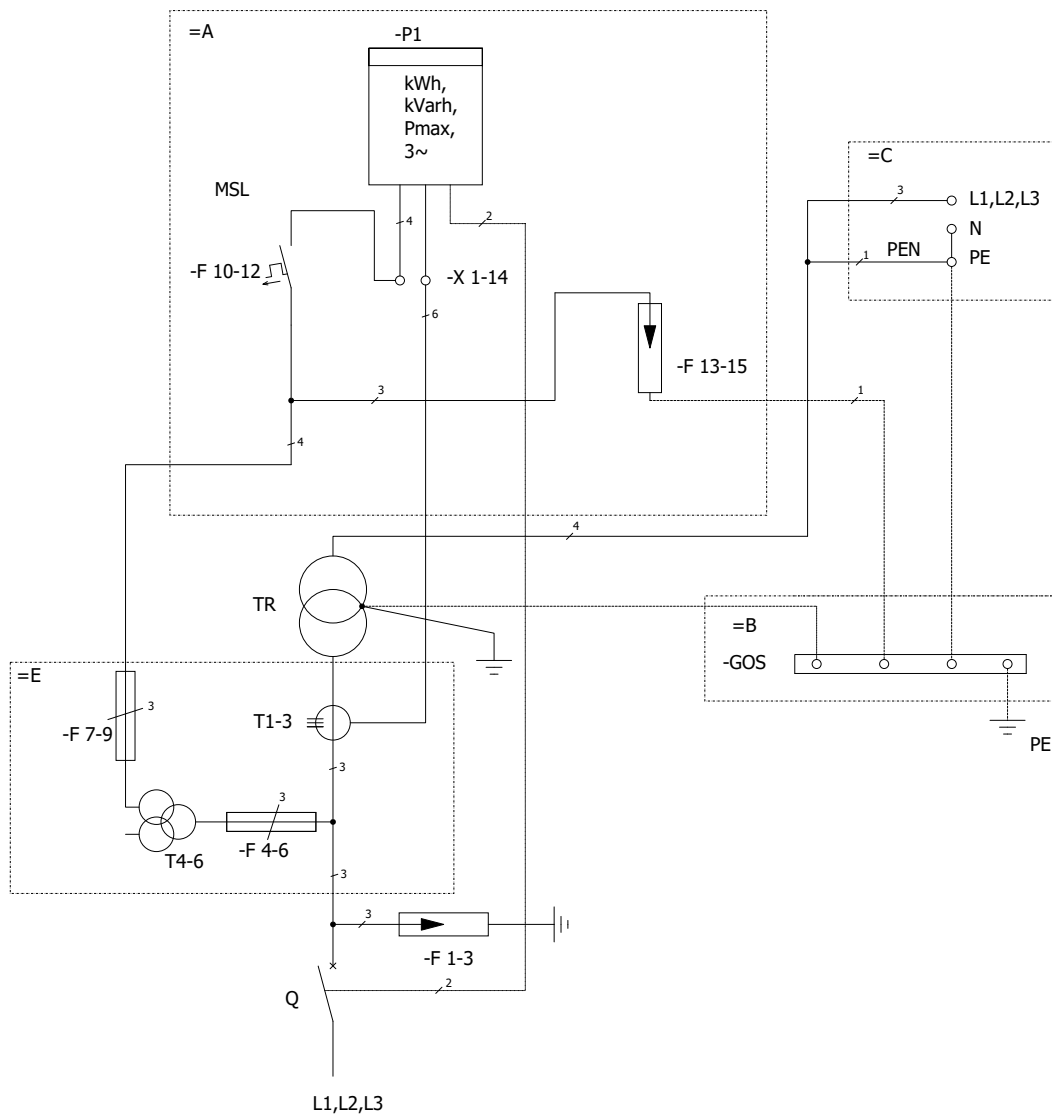 =A
-P1
kWh,
kVarh,
Pmax,
3~
=C
MSL
3
L1,L2,L3
4
2
N
-F 10-12
-X 1-14
1
PEN
PE
6
-F 13-15
3
1
4
4
TR
=B
-GOS
=E
T1-3
3
-F 7-9
PE
3
3
T4-6
-F 4-6
3
3
-F 1-3
2
Q
L1,L2,L3